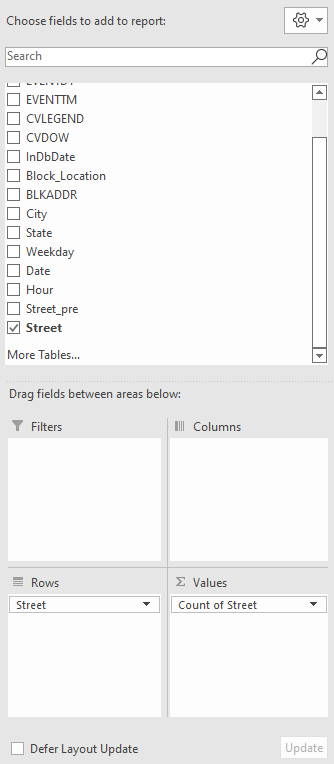 Choose fields to add to report:
Search
EVENTDT
EVENTTM
CVLEGEND
CVDOW
InDbDate
Block_Location
BLKADDR
City
State
Weekday
Date
Hour
Street_pre
Street
More Tables...
Drag fields between areas below:
Filters
Columns
Rows
Values
Street
Count of Street
Defer Layout Update
Update